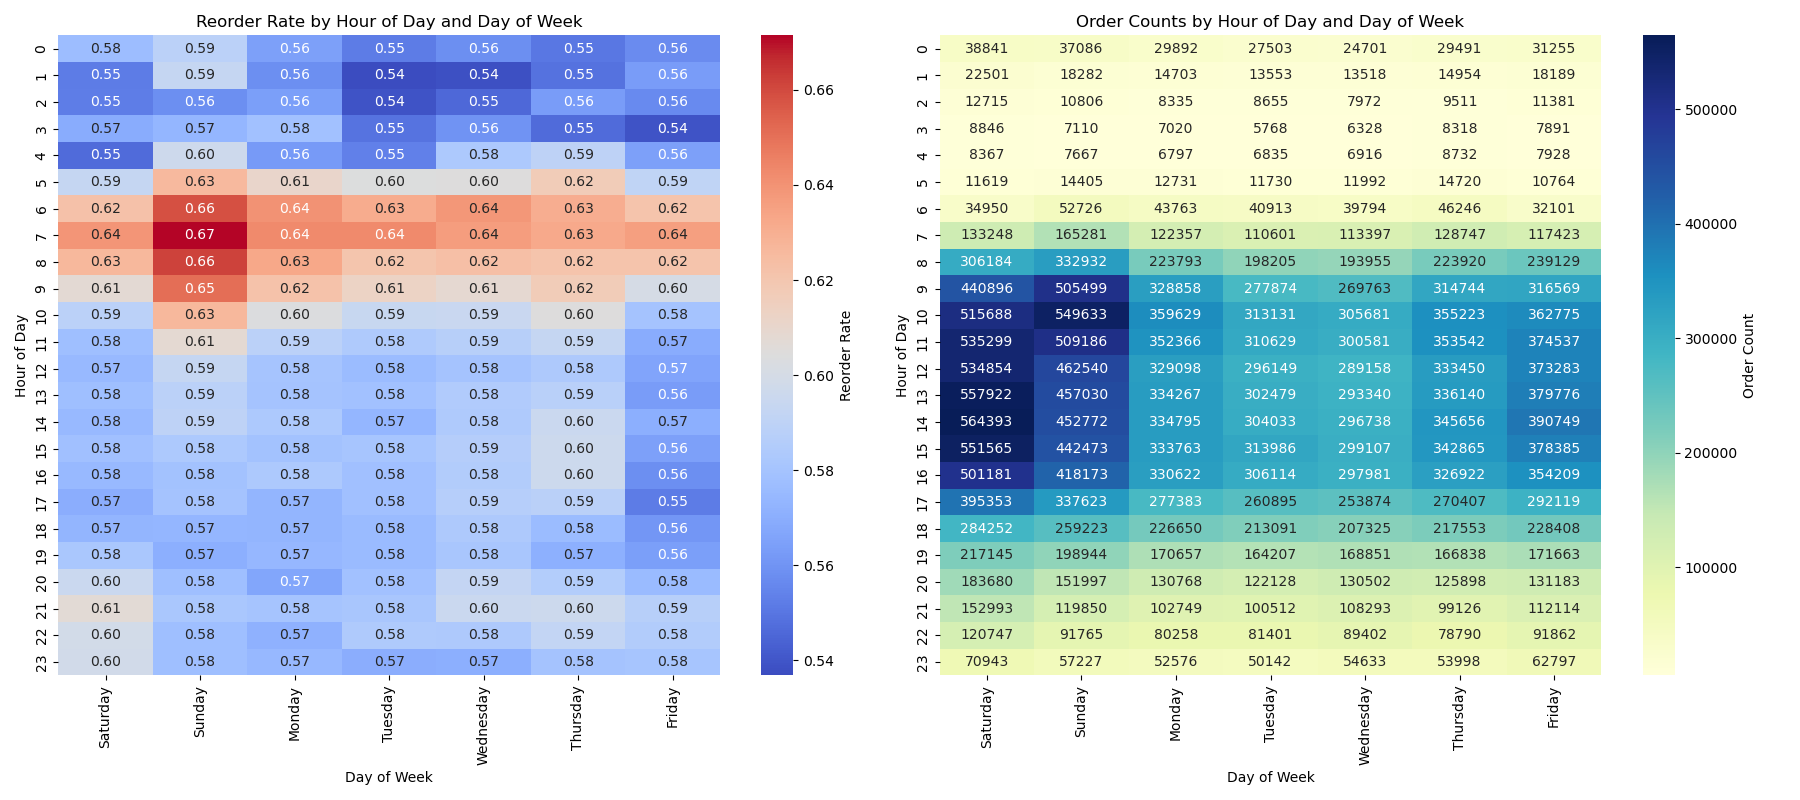 Reorder Rate by Hour of Day and Day of Week
Hour of Day
0 0.58 0.59 0.56 0.55 0.56 0.55 0.56
1 0.55 0.59 0.56 0.54 0.54 0.55 0.56
2 0.55 0.56 0.56 0.54 0.55 0.56 0.56
3 0.57 0.57 0.58 0.55 0.56 0.55 0.54
4 0.55 0.60 0.56 0.55 0.58 0.59 0.56
5 0.59 0.63 0.61 0.60 0.60 0.62 0.59
6 0.62 0.66 0.64 0.63 0.64 0.63 0.62
7 0.64 0.67 0.64 0.64 0.64 0.63 0.64
8 0.63 0.66 0.63 0.62 0.62 0.62 0.62
9 0.61 0.65 0.62 0.61 0.61 0.62 0.60
10 0.59 0.63 0.60 0.59 0.59 0.60 0.58
11 0.58 0.61 0.59 0.58 0.59 0.59 0.57
12 0.57 0.59 0.58 0.58 0.58 0.58 0.57
13 0.58 0.59 0.58 0.58 0.58 0.59 0.56
14 0.58 0.59 0.58 0.57 0.58 0.60 0.57
15 0.58 0.58 0.58 0.58 0.59 0.60 0.56
16 0.58 0.58 0.58 0.58 0.58 0.60 0.56
17 0.57 0.58 0.57 0.58 0.59 0.59 0.55
18 0.57 0.57 0.57 0.58 0.58 0.58 0.56
19 0.58 0.57 0.57 0.58 0.58 0.57 0.56
20 0.60 0.58 0.57 0.58 0.59 0.59 0.58
21 0.61 0.58 0.58 0.58 0.60 0.60 0.59
22 0.60 0.58 0.57 0.58 0.58 0.59 0.58
23 0.60 0.58 0.57 0.57 0.57 0.58 0.58
Saturday Sunday Monday Tuesday Wednesday Thursday Friday
Day of Week
0.66
0.64
0.62
0.60
0.58
0.56
0.54
Reorder Rate
Order Counts by Hour of Day and Day of Week
Hour of Day
0 38841 37086 29892 27503 24701 29491 31255
1 22501 18282 14703 13553 13518 14954 18189
2 12715 10806 8335 8655 7972 9511 11381
3 8846 7110 7020 5768 6328 8318 7891
4 8367 7667 6797 6835 6916 8732 7928
5 11619 14405 12731 11730 11992 14720 10764
6 34950 52726 43763 40913 39794 46246 32101
7 133248 165281 122357 110601 113397 128747 117423
8 306184 332932 223793 198205 193955 223920 239129
9 440896 505499 328858 277874 269763 314744 316569
10 515688 549633 359629 313131 305681 355223 362775
11 535299 509186 352366 310629 300581 353542 374537
12 534854 462540 329098 296149 289158 333450 373283
13 557922 457030 334267 302479 293340 336140 379776
14 564393 452772 334795 304033 296738 345656 390749
15 551565 442473 333763 313986 299107 342865 378385
16 501181 418173 330622 306114 297981 326922 354209
17 395353 337623 277383 260895 253874 270407 292119
18 284252 259223 226650 213091 207325 217553 228408
19 217145 198944 170657 164207 168851 166838 171663
20 183680 151997 130768 122128 130502 125898 131183
21 152993 119850 102749 100512 108293 99126 112114
22 120747 91765 80258 81401 89402 78790 91862
23 70943 57227 52576 50142 54633 53998 62797
Saturday Sunday Monday Tuesday Wednesday Thursday Friday
Day of Week
500000
400000
300000
200000
100000
Order Count